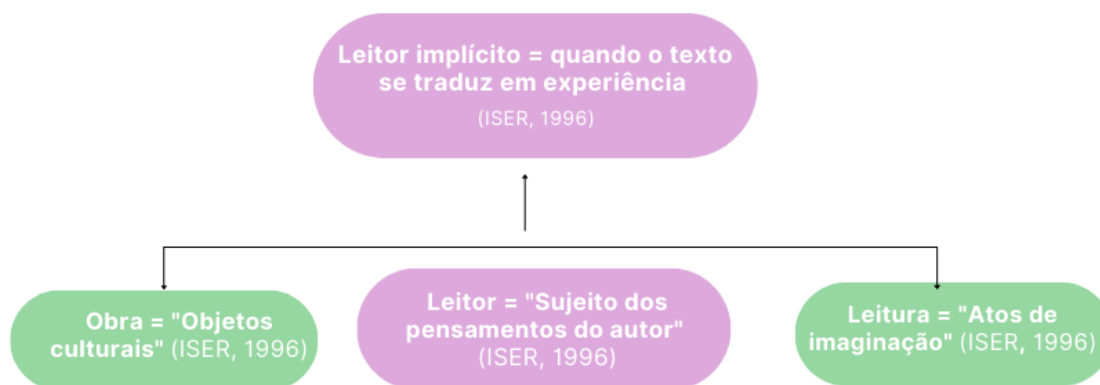 Leitor implícito = quando o texto
se traduz em experiência
(ISER, 1996)
Obra = "Objetos
culturais" (ISER, 1996)
Leitor = "Sujeito dos
pensamentos do autor"
(ISER, 1996)
Leitura = "Atos de
imaginação" (ISER, 1996)